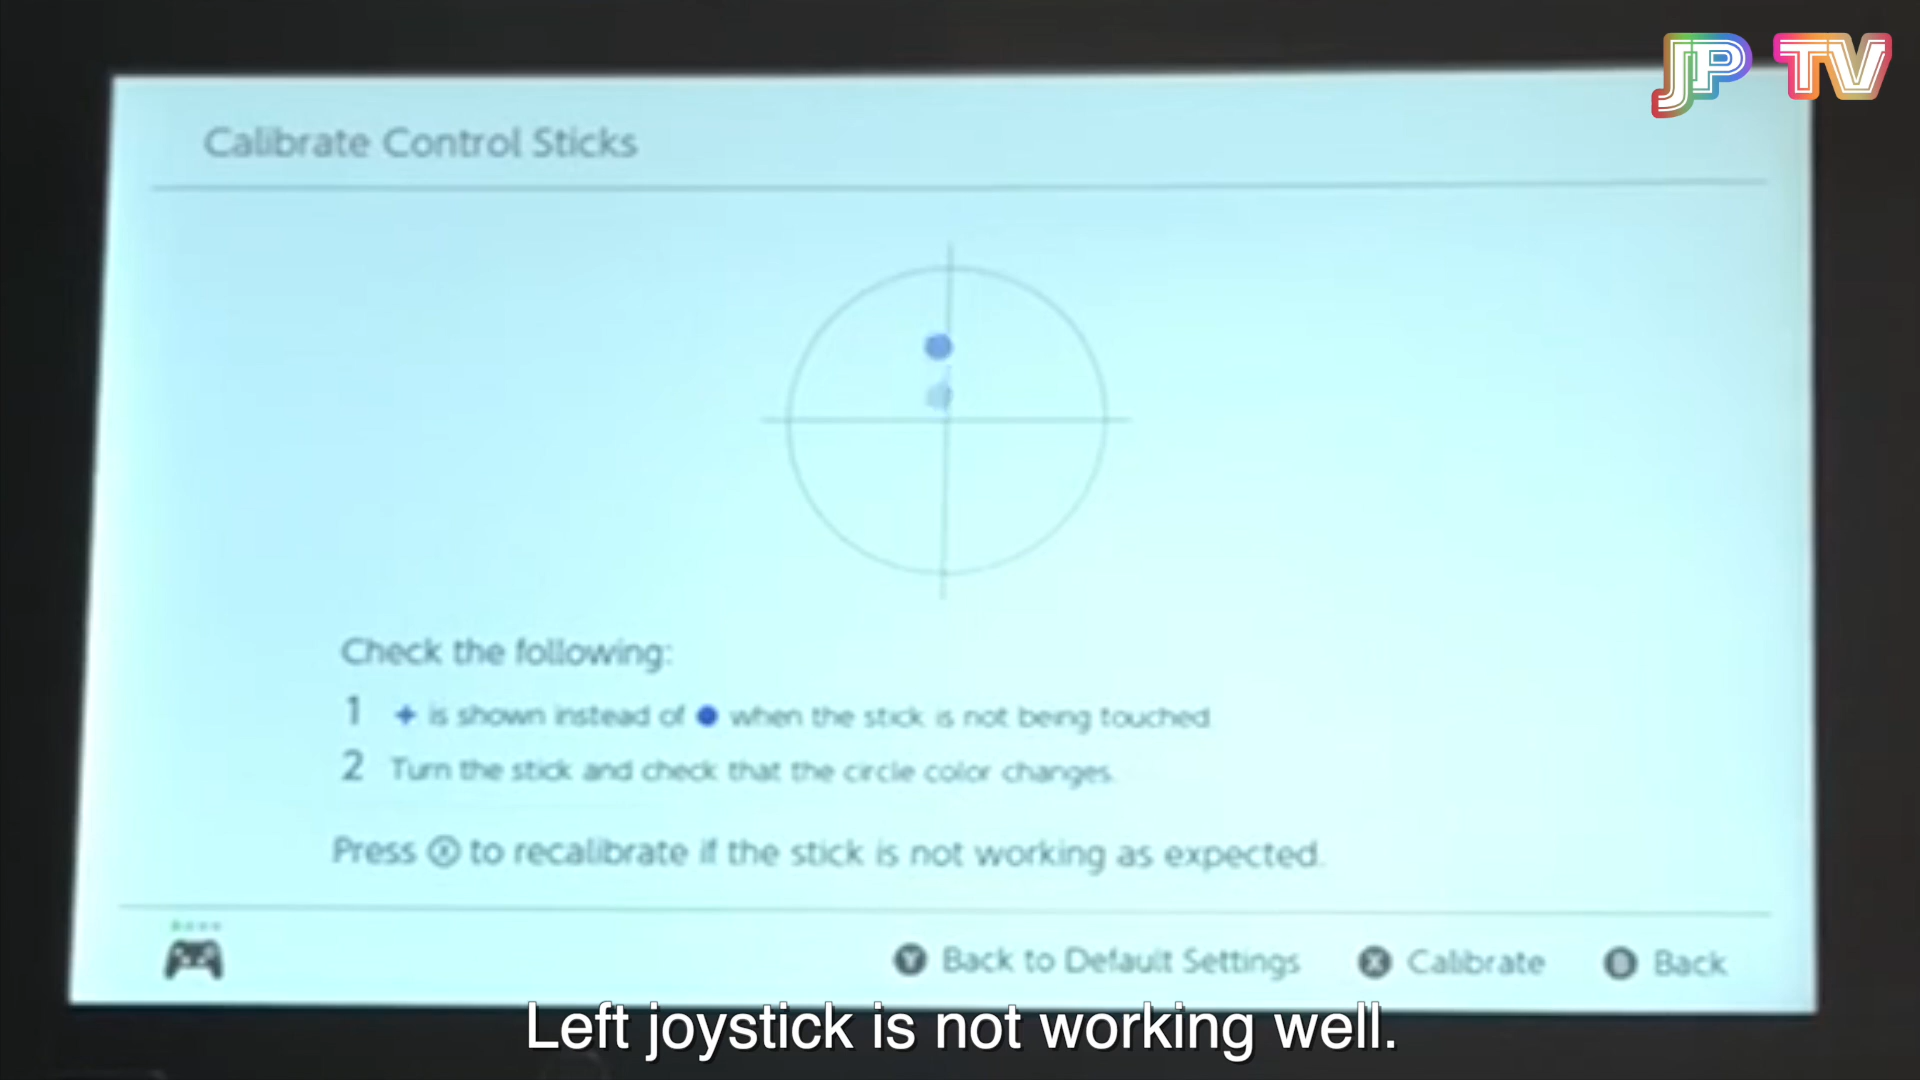 JP TV
Calibrate Control Sticks
Check the following:
1 + is shown instead of ● when the stick is not being touched.
2 Turn the stick and check that the circle color changes.
Press Ⓧ to recalibrate if the stick is not working as expected.
Y Back to Default Settings X Calibrate B Back
Left joystick is not working well.